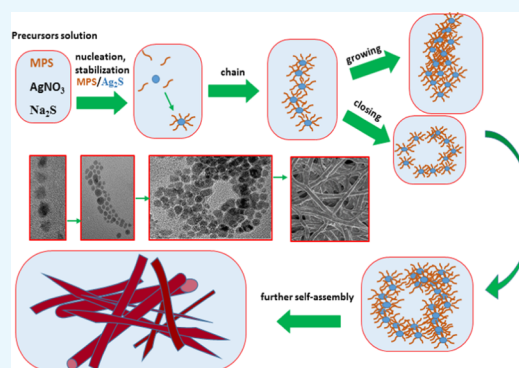 Precursors solution
MPS
AgNO₃
Na₂S
nucleation,
stabilization
MPS/Ag₂S
chain
growing
closing
further self-assembly